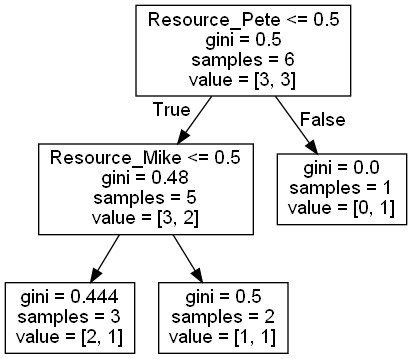 Resource_Pete <= 0.5
gini = 0.5
samples = 6
value = [3, 3]
True
False
Resource_Mike <= 0.5
gini = 0.48
samples = 5
value = [3, 2]
gini = 0.0
samples = 1
value = [0, 1]
gini = 0.444
samples = 3
value = [2, 1]
gini = 0.5
samples = 2
value = [1, 1]